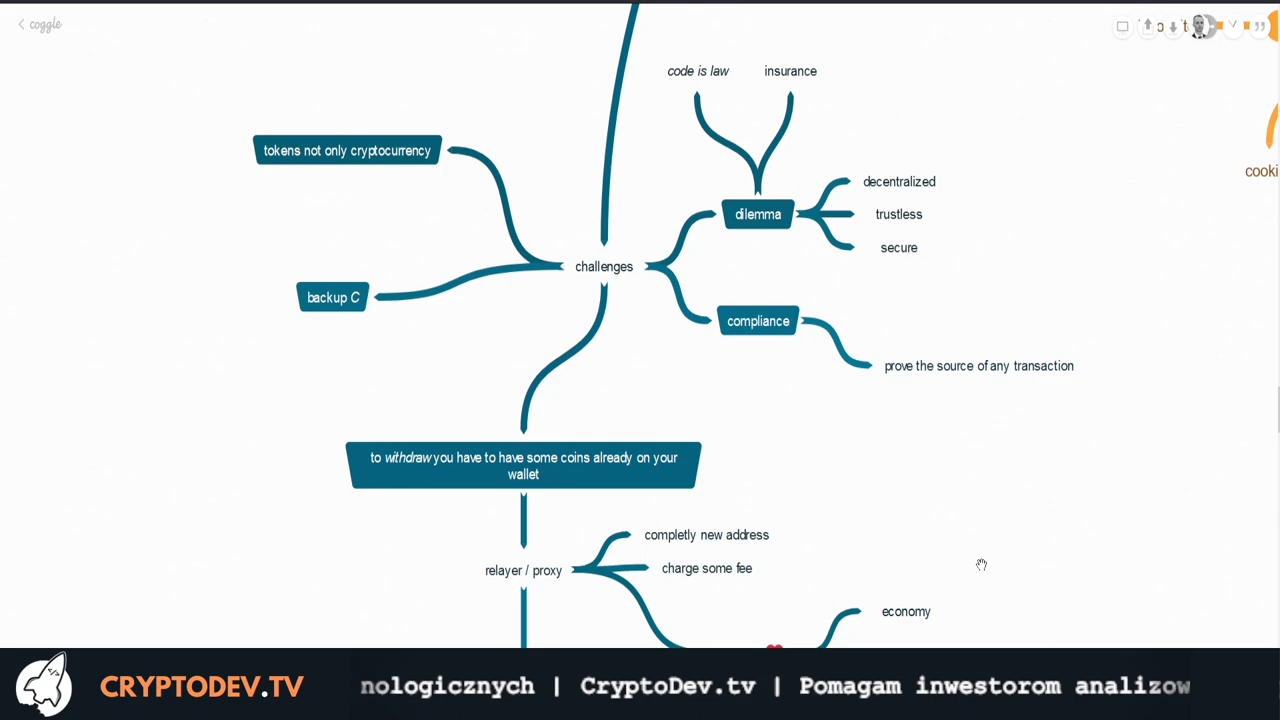 coggle
code is law
insurance
tokens not only cryptocurrency
decentralized
cooki
dilemma
trustless
secure
challenges
backup C
compliance
prove the source of any transaction
to withdraw you have to have some coins already on your
wallet
completly new address
relayer / proxy
charge some fee
economy
CRYPTODEV.TV
nologicznych | CryptoDev.tv | Pomagam inwestorom analizow